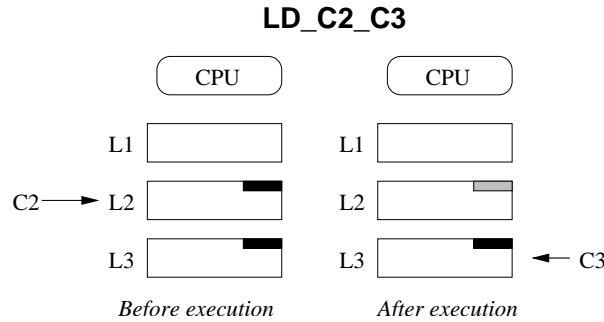 LD_C2_C3
CPU CPU
L1 L1
C2 L2 L2
L3 L3 C3
Before execution After execution